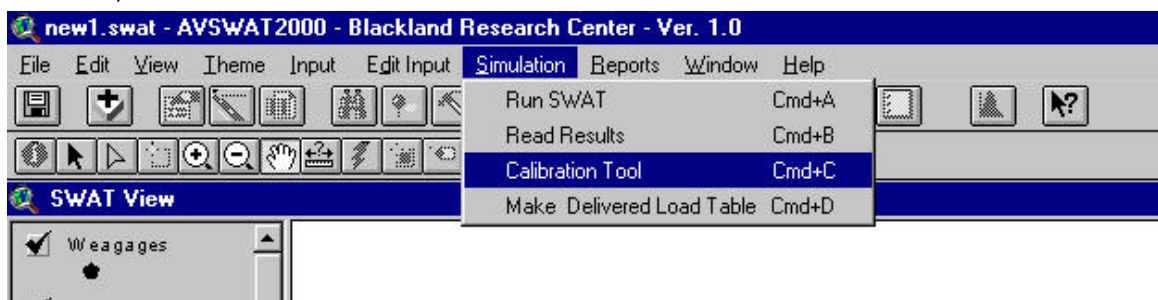 new1.swat - AVSWAT2000 - Blackland Research Center - Ver. 1.0
File Edit View Theme Input Edit Input Simulation Reports Window Help
Run SWAT Cmd+A
Read Results Cmd+B
Calibration Tool Cmd+C
Make Delivered Load Table Cmd+D
SWAT View
Weagages